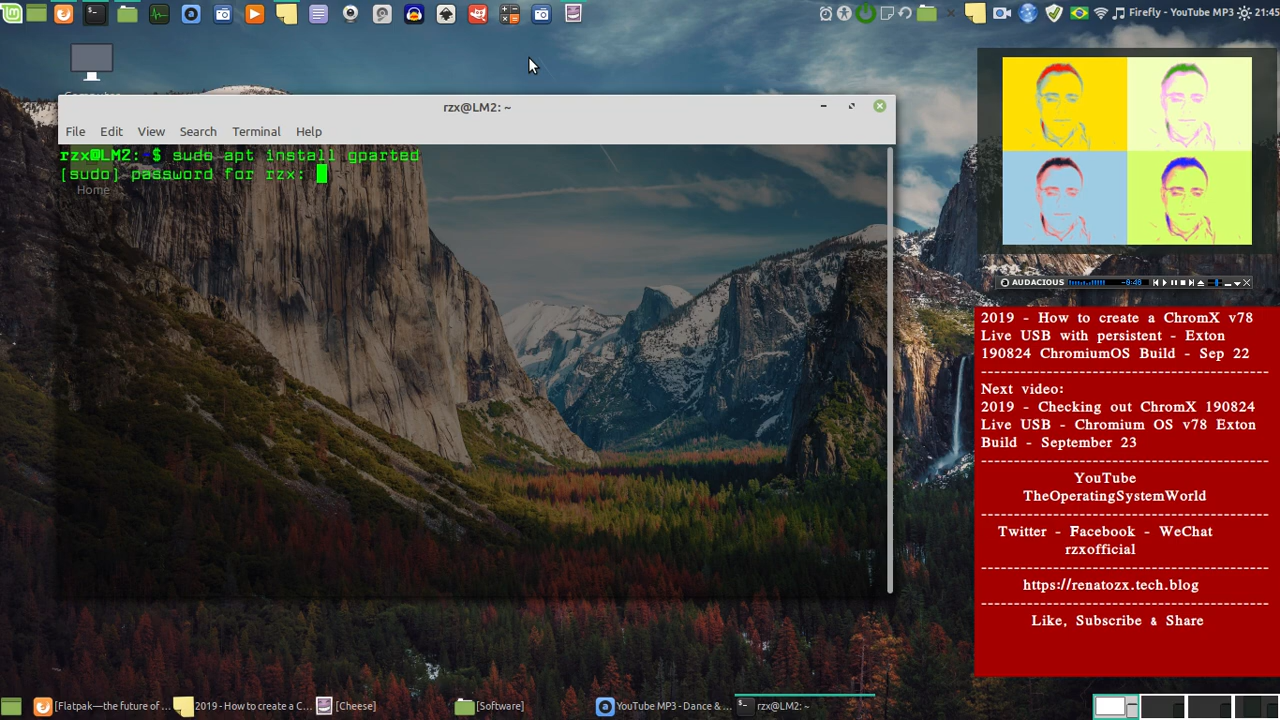 Firefly - YouTube MP3
21:45
rzx@LM2: ~
File Edit View Search Terminal Help
rzx@LM2:~$ sudo apt install gparted
[sudo] password for rzx:
Home
AUDACIOUS
2019 - How to create a ChromX v78
Live USB with persistent - Exton
190824 ChromiumOS Build - Sep 22
Next video:
2019 - Checking out ChromX 190824
Live USB - Chromium OS v78 Exton
Build - September 23
YouTube
TheOperatingSystemWorld
Twitter - Facebook - WeChat
rzxofficial
https://renatozx.tech.blog
Like, Subscribe & Share
[Flatpak—the future of ...
2019 - How to create a C...
[Cheese]
[Software]
YouTube MP3 - Dance & ...
rzx@LM2: ~